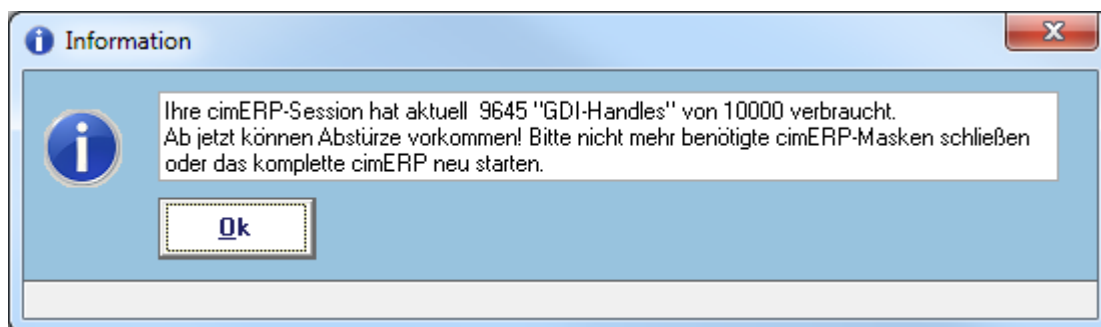 Information
Ihre cimERP-Session hat aktuell  9645 "GDI-Handles" von 10000 verbraucht.
Ab jetzt können Abstürze vorkommen! Bitte nicht mehr benötigte cimERP-Masken schließen
oder das komplette cimERP neu starten.
Ok